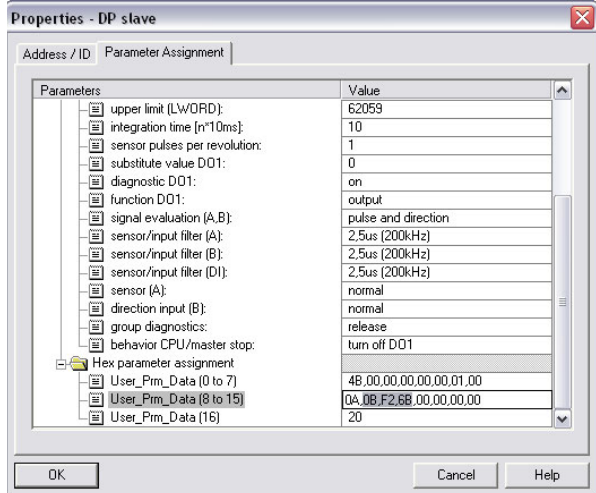 Properties - DP slave
Address / ID Parameter Assignment
Parameters Value
upper limit (LWORD): 62059
integration time [n*10ms]: 10
sensor pulses per revolution: 1
substitute value DO1: 0
diagnostic DO1: on
function DO1: output
signal evaluation (A,B): pulse and direction
sensor/input filter (A): 2,5us (200kHz)
sensor/input filter (B): 2,5us (200kHz)
sensor/input filter (DI): 2,5us (200kHz)
sensor (A): normal
direction input (B): normal
group diagnostics: release
behavior CPU/master stop: turn off DO1
Hex parameter assignment
User_Prm_Data (0 to 7) 4B,00,00,00,00,00,01,00
User_Prm_Data (8 to 15) 0A,0B,F2,6B,00,00,00,00
User_Prm_Data (16) 20
OK Cancel Help